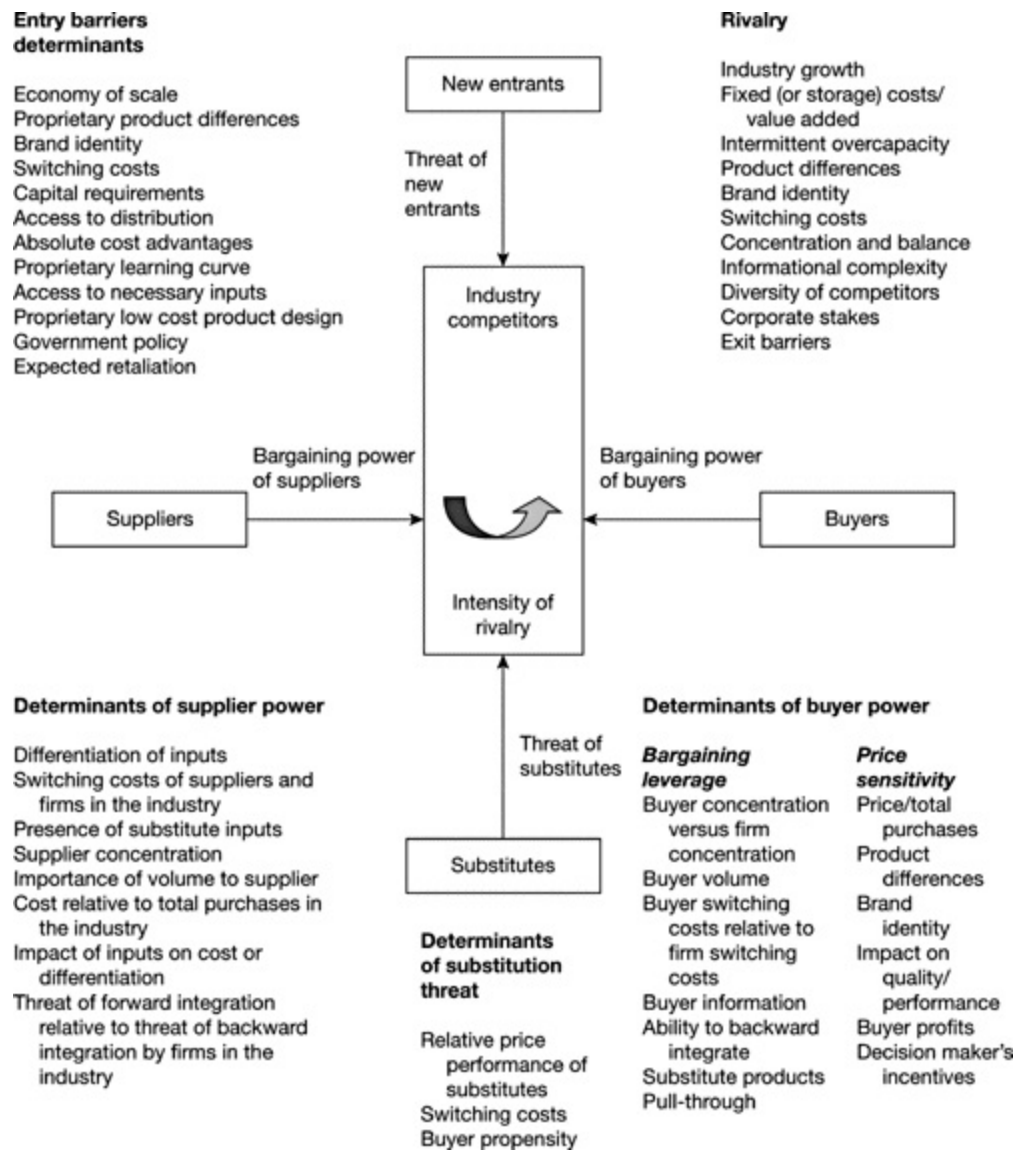 Entry barriers
determinants
Economy of scale
Proprietary product differences
Brand identity
Switching costs
Capital requirements
Access to distribution
Absolute cost advantages
Proprietary learning curve
Access to necessary inputs
Proprietary low cost product design
Government policy
Expected retaliation
New entrants
Threat of
new
entrants
Rivalry
Industry growth
Fixed (or storage) costs/
value added
Intermittent overcapacity
Product differences
Brand identity
Switching costs
Concentration and balance
Informational complexity
Diversity of competitors
Corporate stakes
Exit barriers
Industry
competitors
Bargaining power
of suppliers
Suppliers
Bargaining power
of buyers
Buyers
Intensity of
rivalry
Determinants of supplier power
Differentiation of inputs
Switching costs of suppliers and
firms in the industry
Presence of substitute inputs
Supplier concentration
Importance of volume to supplier
Cost relative to total purchases in
the industry
Impact of inputs on cost or
differentiation
Threat of forward integration
relative to threat of backward
integration by firms in the
industry
Threat of
substitutes
Substitutes
Determinants
of substitution
threat
Relative price
performance of
substitutes
Switching costs
Buyer propensity
Determinants of buyer power
Bargaining
leverage
Buyer concentration
versus firm
concentration
Buyer volume
Buyer switching
costs relative to
firm switching
costs
Buyer information
Ability to backward
integrate
Substitute products
Pull-through
Price
sensitivity
Price/total
purchases
Product
differences
Brand
identity
Impact on
quality/
performance
Buyer profits
Decision maker's
incentives